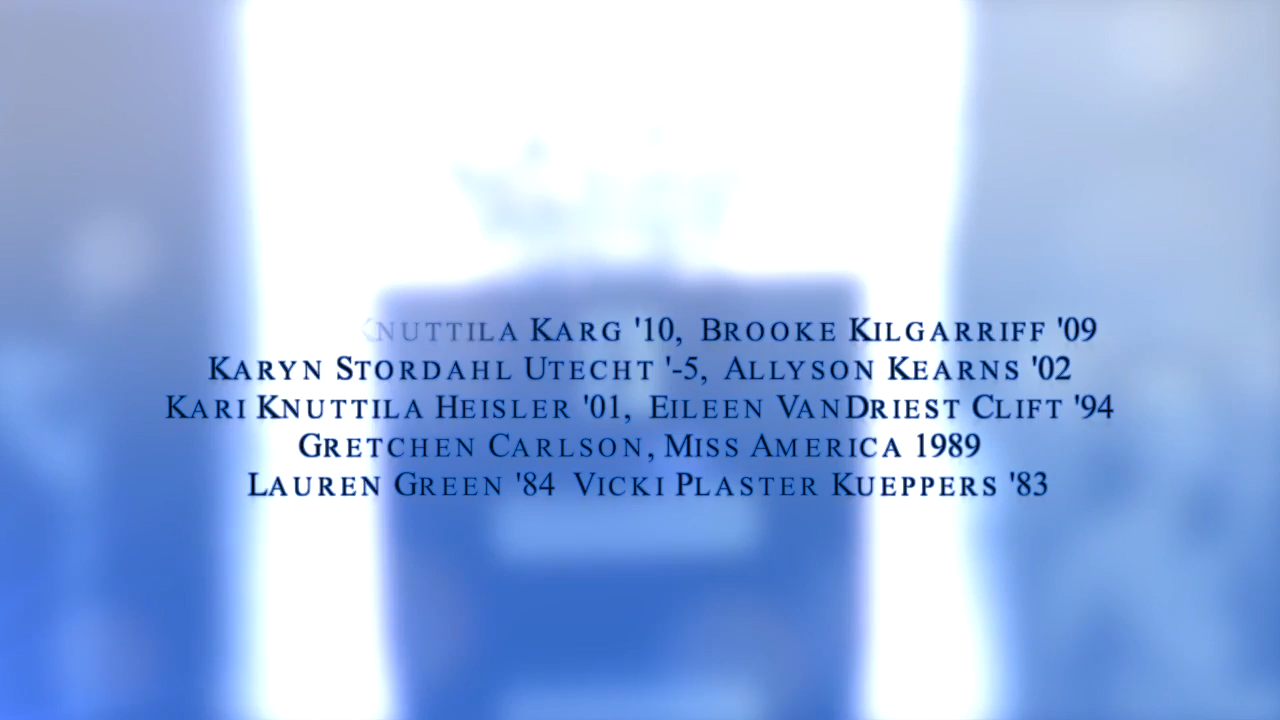 Knuttila Karg '10, Brooke Kilgarriff '09
Karyn Stordahl Utecht '-5, Allyson Kearns '02
Kari Knuttila Heisler '01, Eileen VanDriest Clift '94
Gretchen Carlson, Miss America 1989
Lauren Green '84 Vicki Plaster Kueppers '83